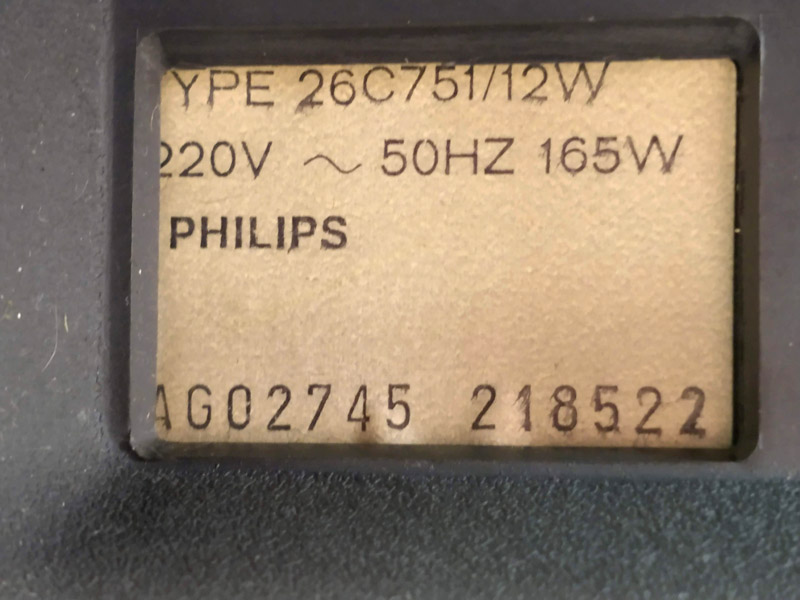 YPE 26C751/12W
220V ~ 50HZ 165W
PHILIPS
AG02745 218522